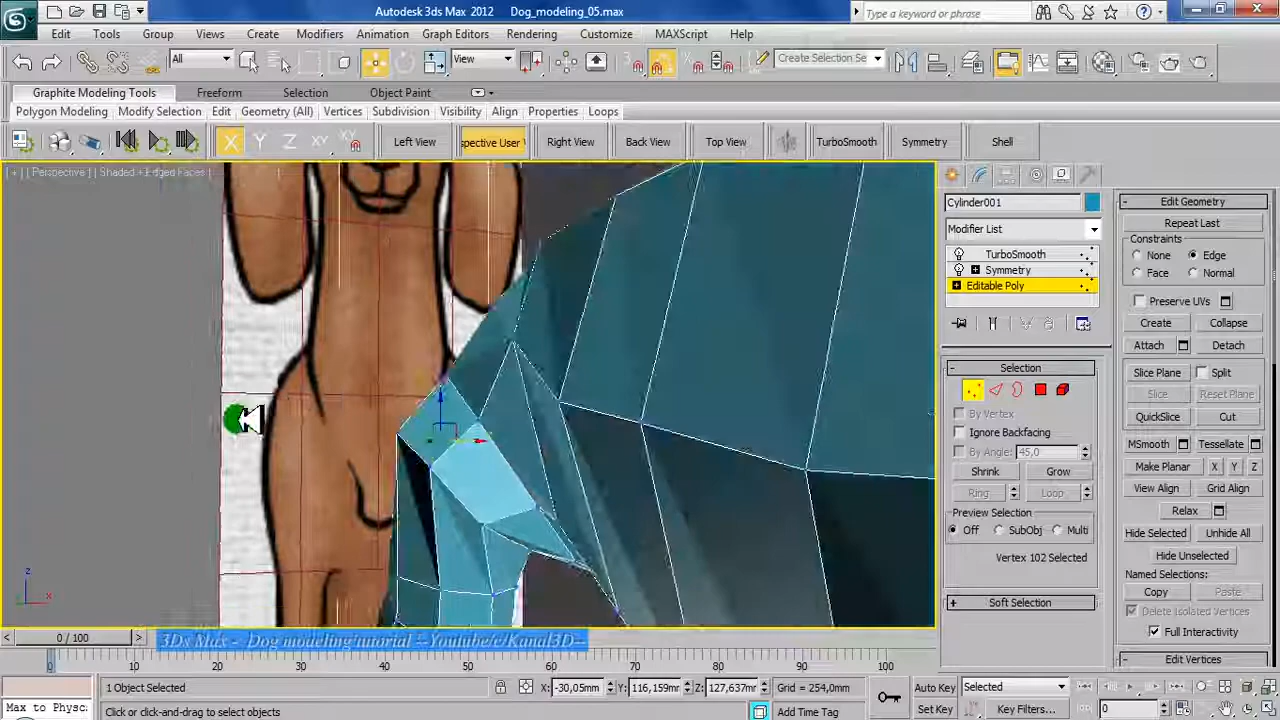 Autodesk 3ds Max 2012 Dog_modeling_05.max
Type a keyword or phrase
Edit Tools Group Views Create Modifiers Animation Graph Editors Rendering Customize MAXScript Help
All View Create Selection Se
Graphite Modeling Tools Freeform Selection Object Paint
Polygon Modeling Modify Selection Edit Geometry (All) Vertices Subdivision Visibility Align Properties Loops
X Y Z XY XY Left View spective User V Right View Back View Top View TurboSmooth Symmetry Shell
[ + ] [ Perspective ] [ Shaded + Edged Faces ]
Cylinder001
Modifier List
TurboSmooth
Symmetry
Editable Poly
Selection
By Vertex
Ignore Backfacing
By Angle: 45,0
Shrink Grow
Ring Loop
Preview Selection
Off SubObj Multi
Vertex 102 Selected
Soft Selection
Edit Geometry
Repeat Last
Constraints
None Edge
Face Normal
Preserve UVs
Create Collapse
Attach Detach
Slice Plane Split
Slice Reset Plane
QuickSlice Cut
MSmooth Tessellate
Make Planar X Y Z
View Align Grid Align
Relax
Hide Selected Unhide All
Hide Unselected
Named Selections:
Copy Paste
Delete Isolated Vertices
Full Interactivity
Edit Vertices
z
x
0 / 100
3Ds Max - Dog modeling tutorial --Youtube/c/Kanal3D--
0 10 20 30 40 50 60 70 80 90 100
1 Object Selected X: -30,05mm Y: 116,159mm Z: 127,637mm Grid = 254,0mm Auto Key Selected
Max to Physc Click or click-and-drag to select objects Add Time Tag Set Key Key Filters... 0